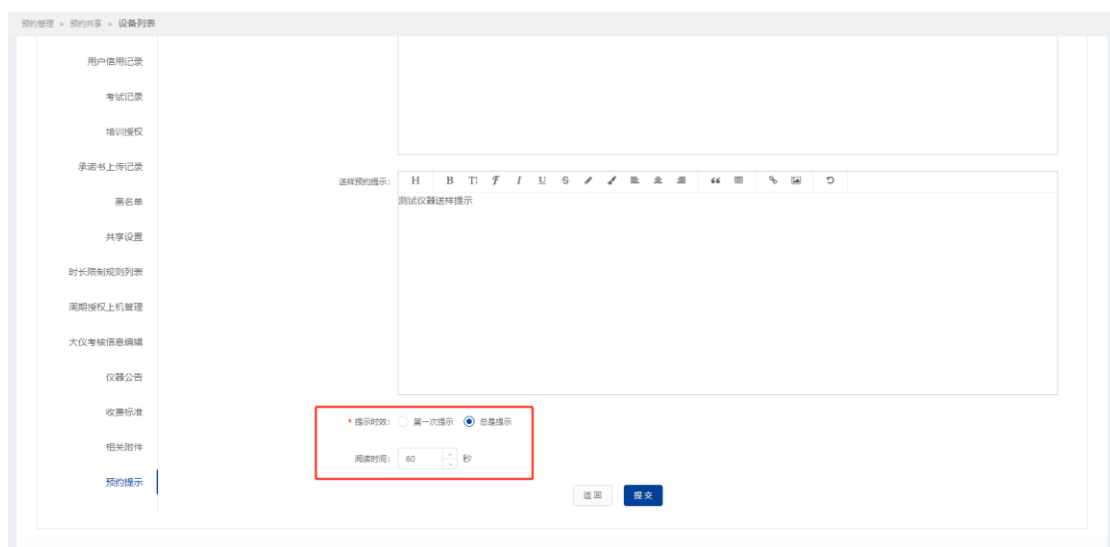 预约管理 > 预约共享 > 设备列表
用户信用记录
考试记录
培训授权
承诺书上传记录
黑名单
共享设置
时长限制规则列表
周期授权上机管理
大仪考核信息编辑
仪器公告
收费标准
相关附件
预约提示
送样预约提示:
测试仪器送样提示
* 提示时效: 第一次提示 总是提示
阅读时间: 60 秒
返回 提交